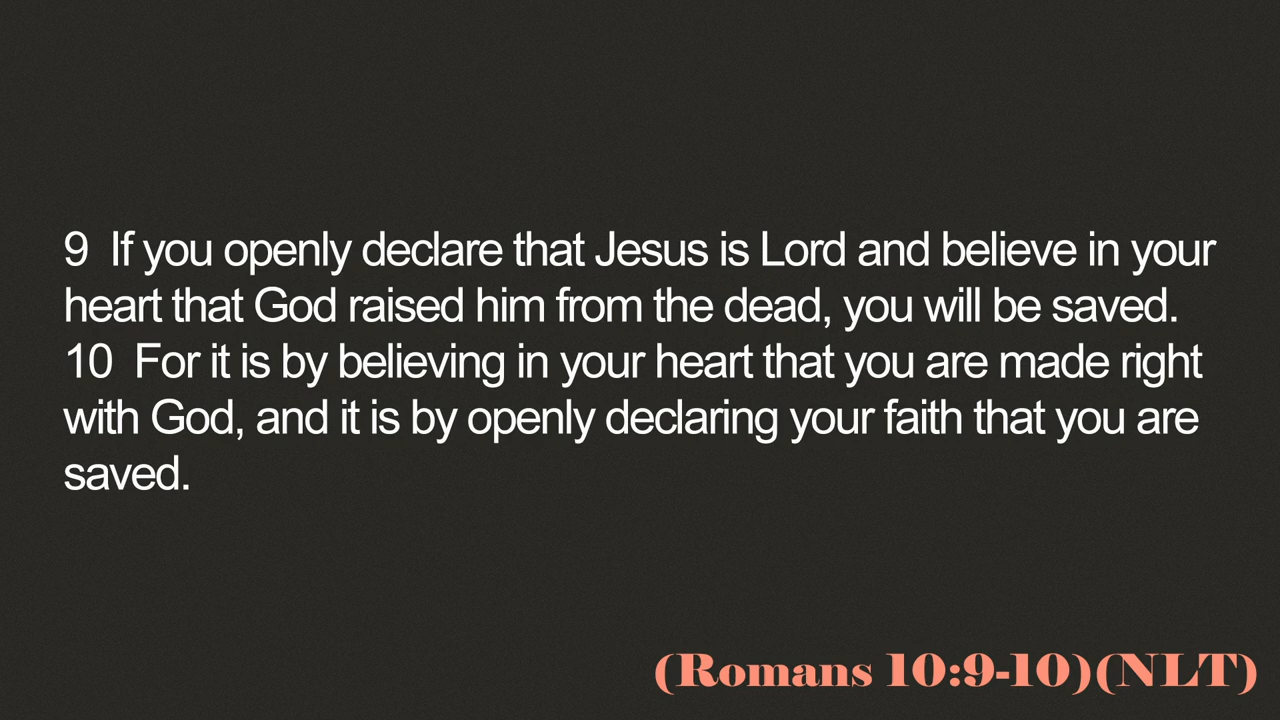 9  If you openly declare that Jesus is Lord and believe in your
heart that God raised him from the dead, you will be saved.
10  For it is by believing in your heart that you are made right
with God, and it is by openly declaring your faith that you are
saved.
(Romans 10:9-10)(NLT)